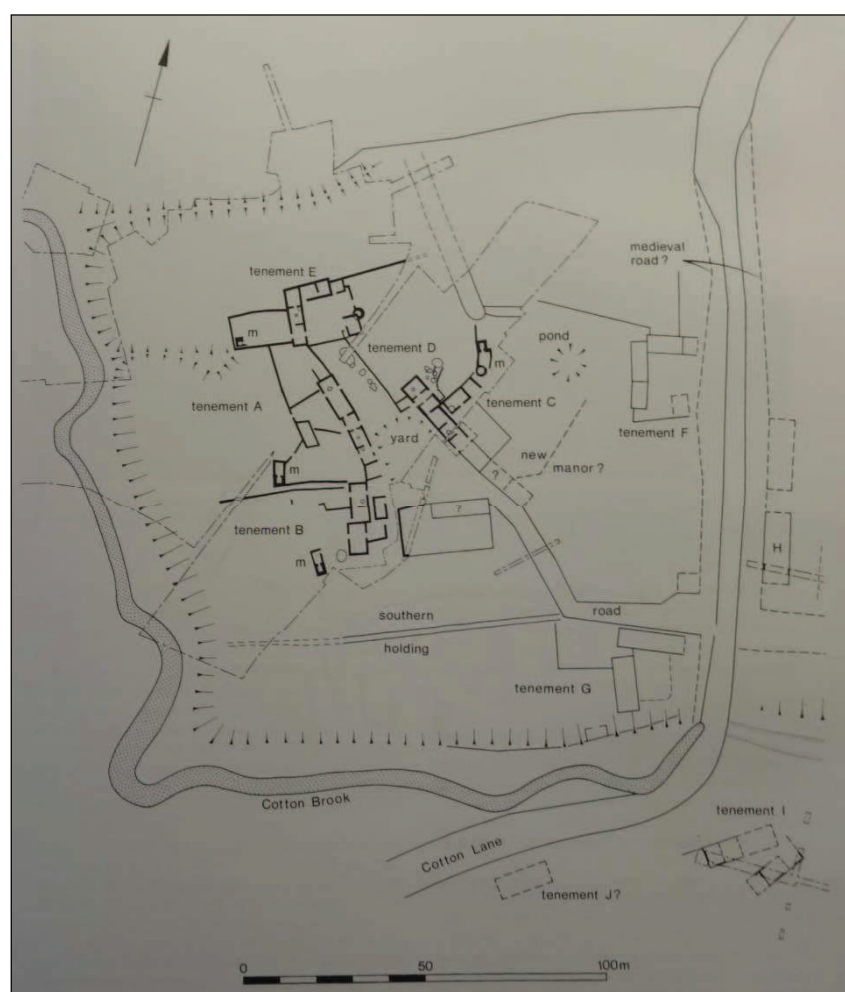 medieval
road?
tenement E
m
tenement D
pond
m
tenement A
tenement C
tenement F
yard
new
manor?
m
?
tenement B
?
H
m
southern
road
holding
tenement G
Cotton Brook
tenement I
Cotton Lane
tenement J?
0
50
100m